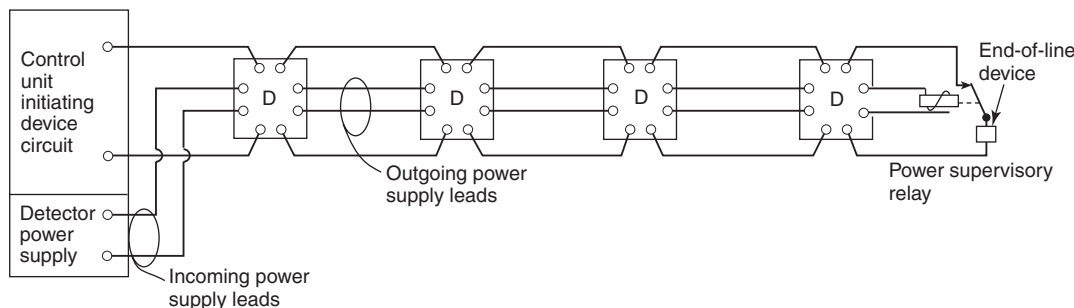 Control
unit
initiating
device
circuit
Detector
power
supply
Incoming power
supply leads
D
Outgoing power
supply leads
D
D
D
End-of-line
device
Power supervisory
relay